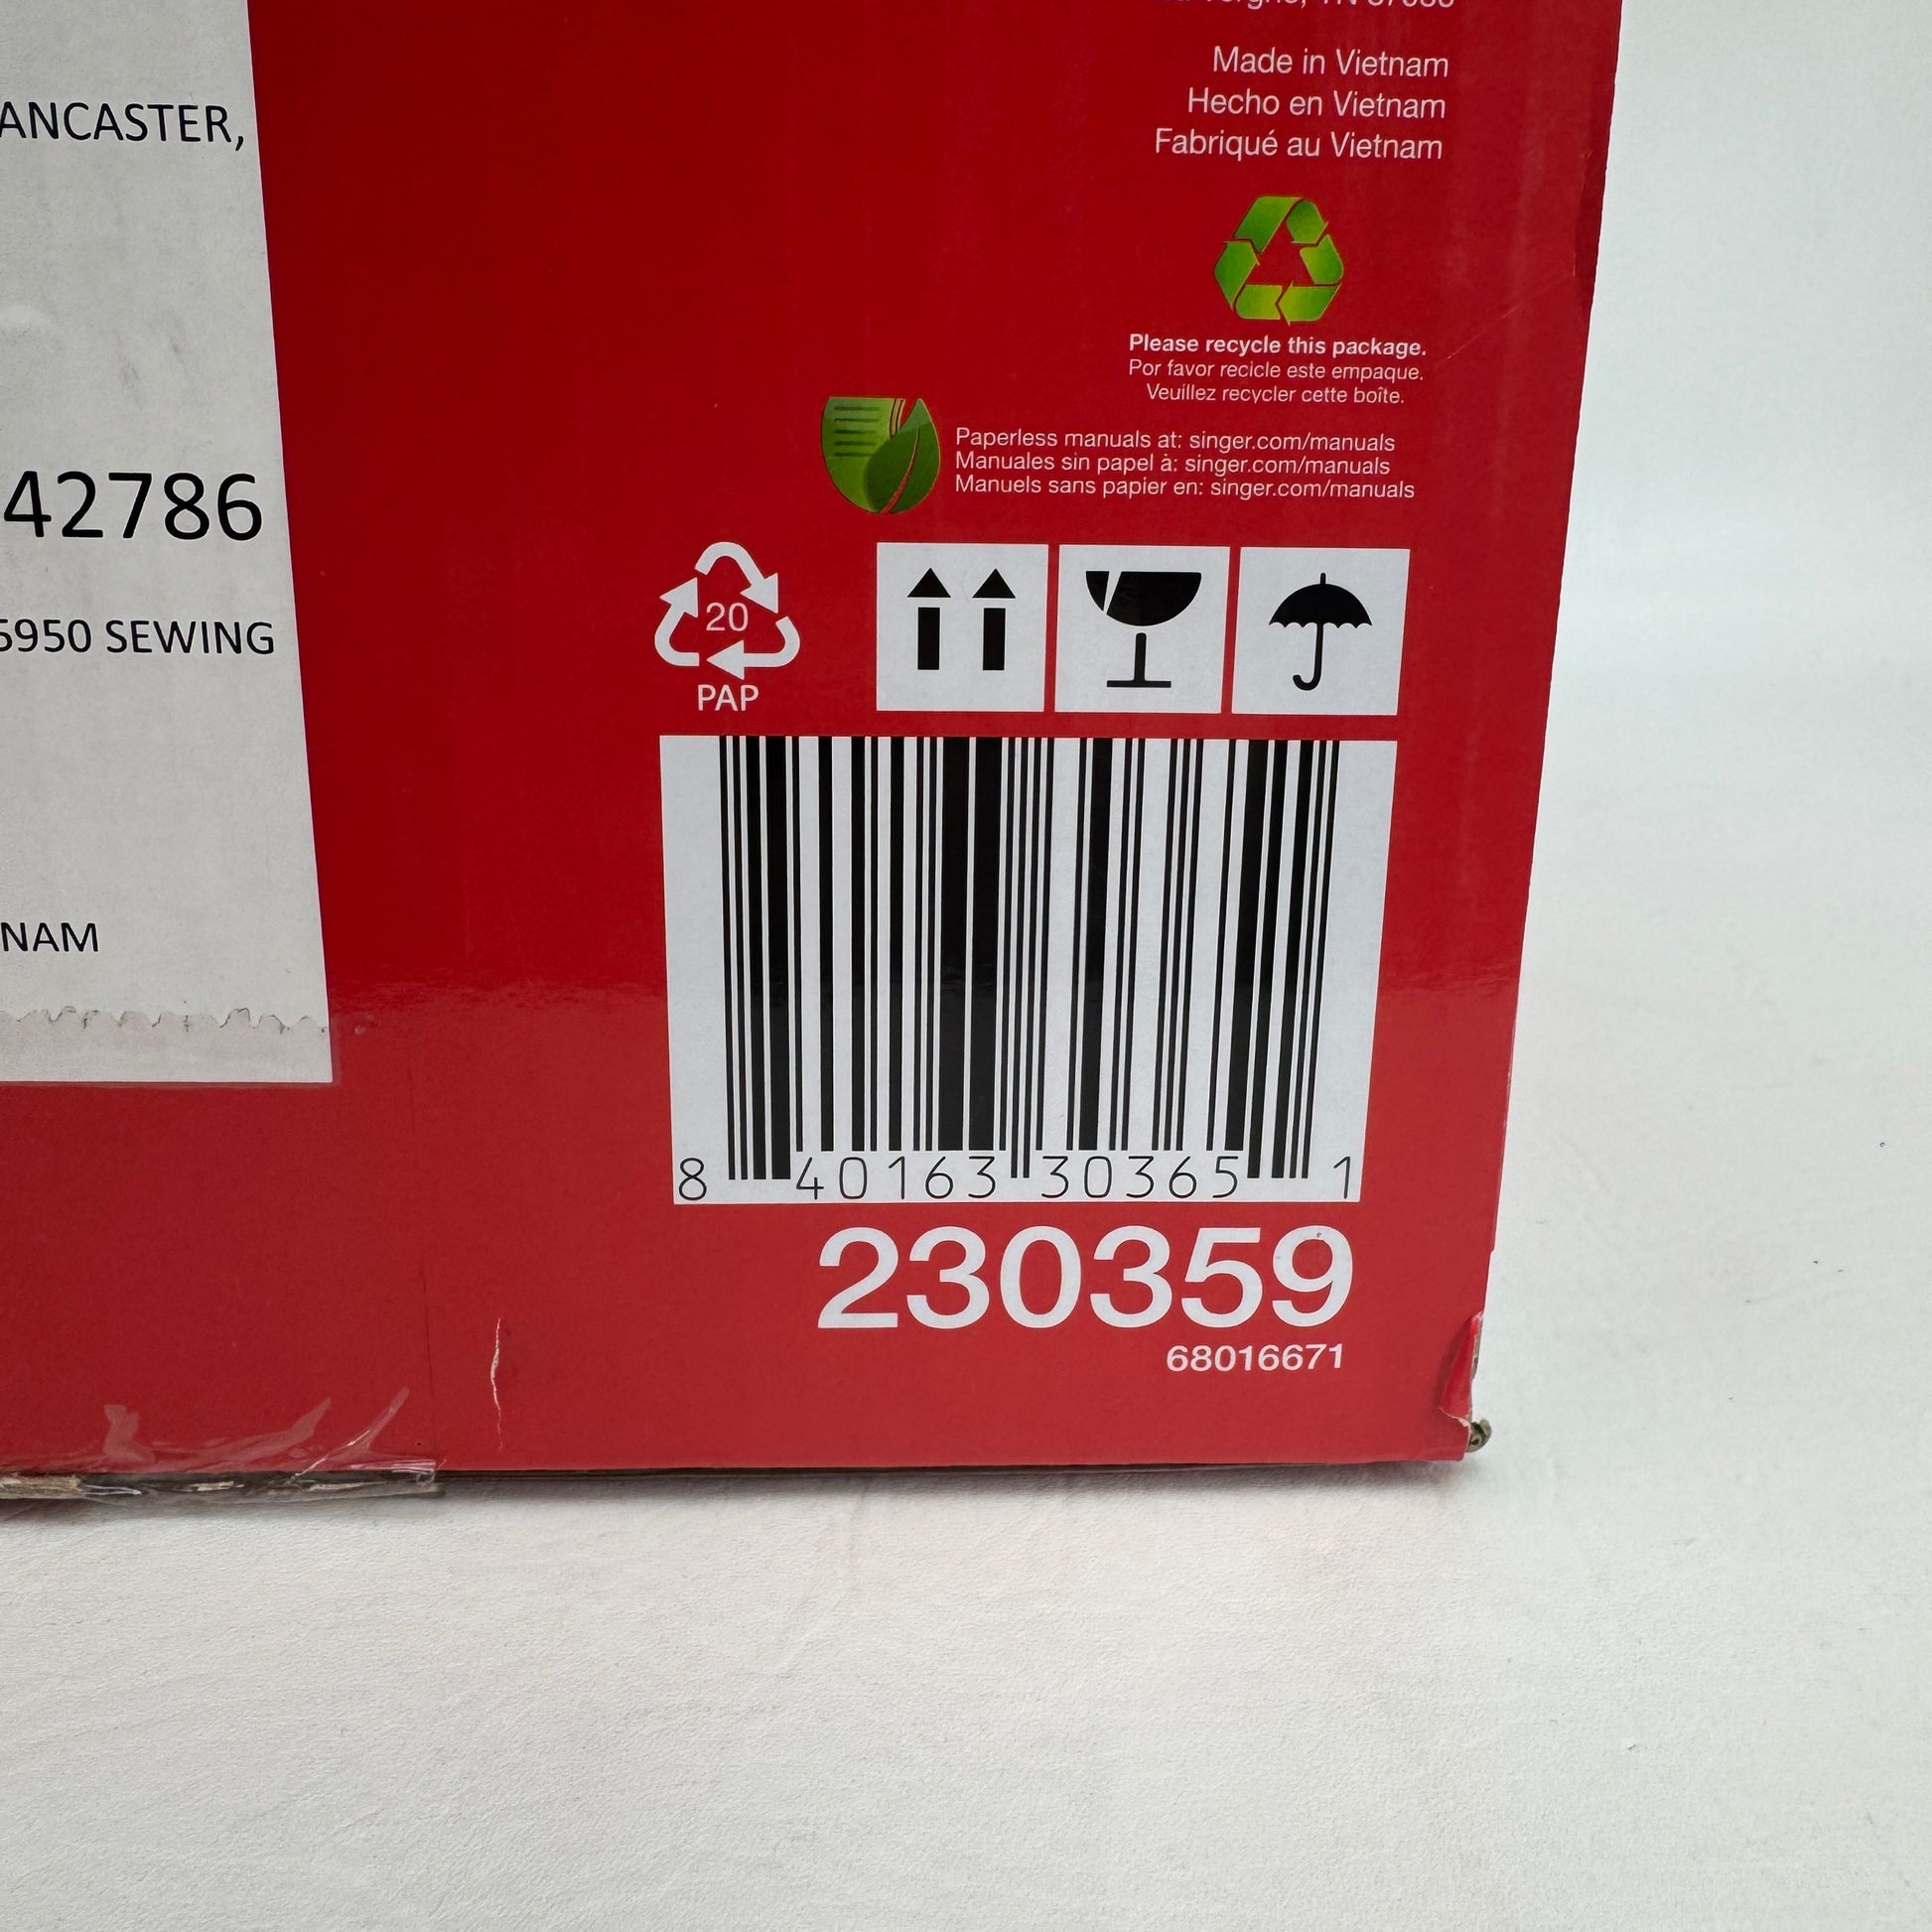 TN 37086
Made in Vietnam
Hecho en Vietnam
Fabriqué au Vietnam
ANCASTER,
Please recycle this package.
Por favor recicle este empaque.
Veuillez recycler cette boîte.
Paperless manuals at: singer.com/manuals
Manuales sin papel à: singer.com/manuals
Manuels sans papier en: singer.com/manuals
42786
5950 SEWING
20
PAP
NAM
8 40163 30365 1
230359
68016671